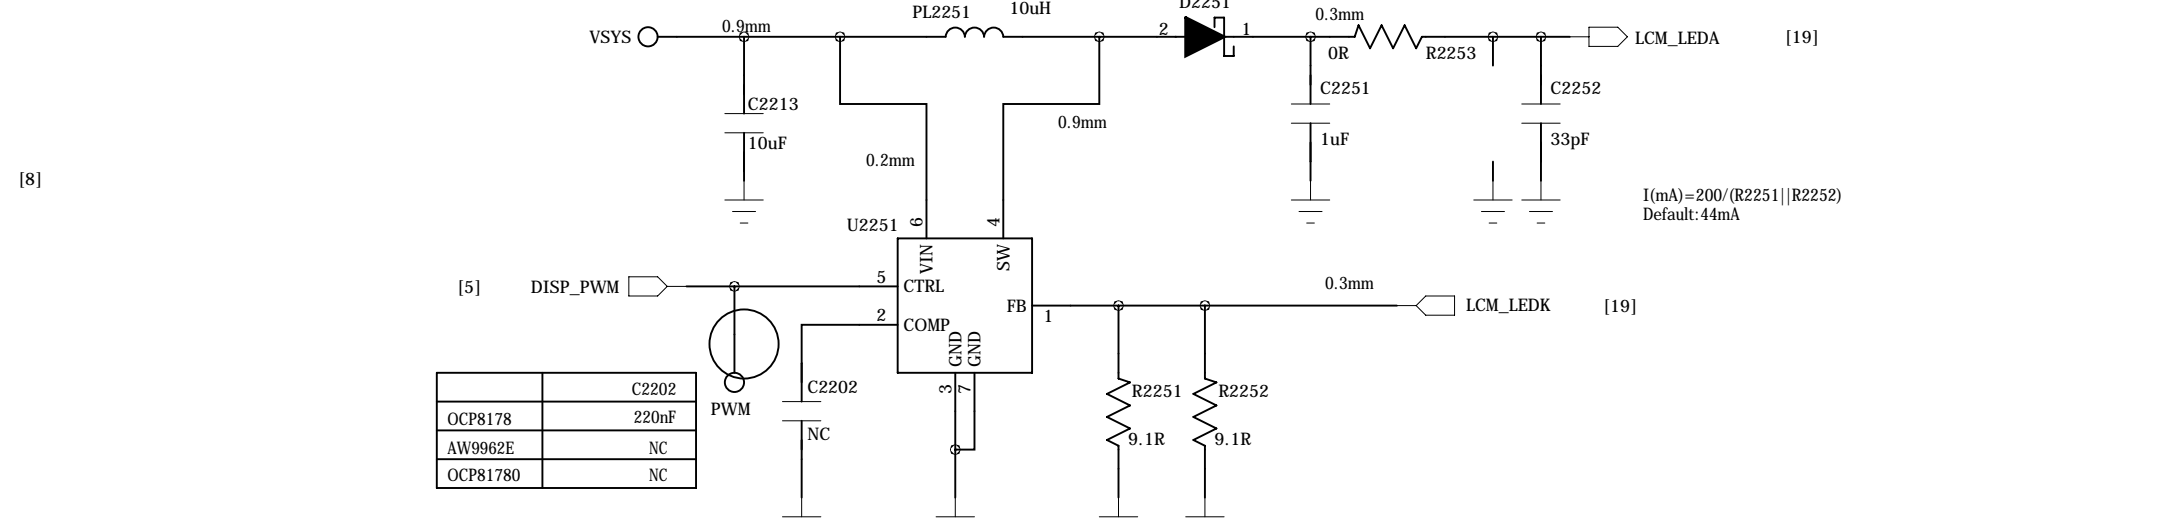 PL2251
10uH
D2251
VSYS
0.9mm
2
1
0.3mm
LCM_LEDA
[19]
0R
R2253
C2213
10uF
0.9mm
C2251
1uF
C2252
33pF
0.2mm
[8]
I(mA)=200/(R2251||R2252)
Default:44mA
U2251
6
4
VIN
SW
[5]
DISP_PWM
5
CTRL
0.3mm
FB
1
LCM_LEDK
[19]
2
COMP
GND
GND
3
7
C2202
NC
R2251
9.1R
R2252
9.1R
PWM
C2202
OCP8178 220nF
AW9962E NC
OCP81780 NC